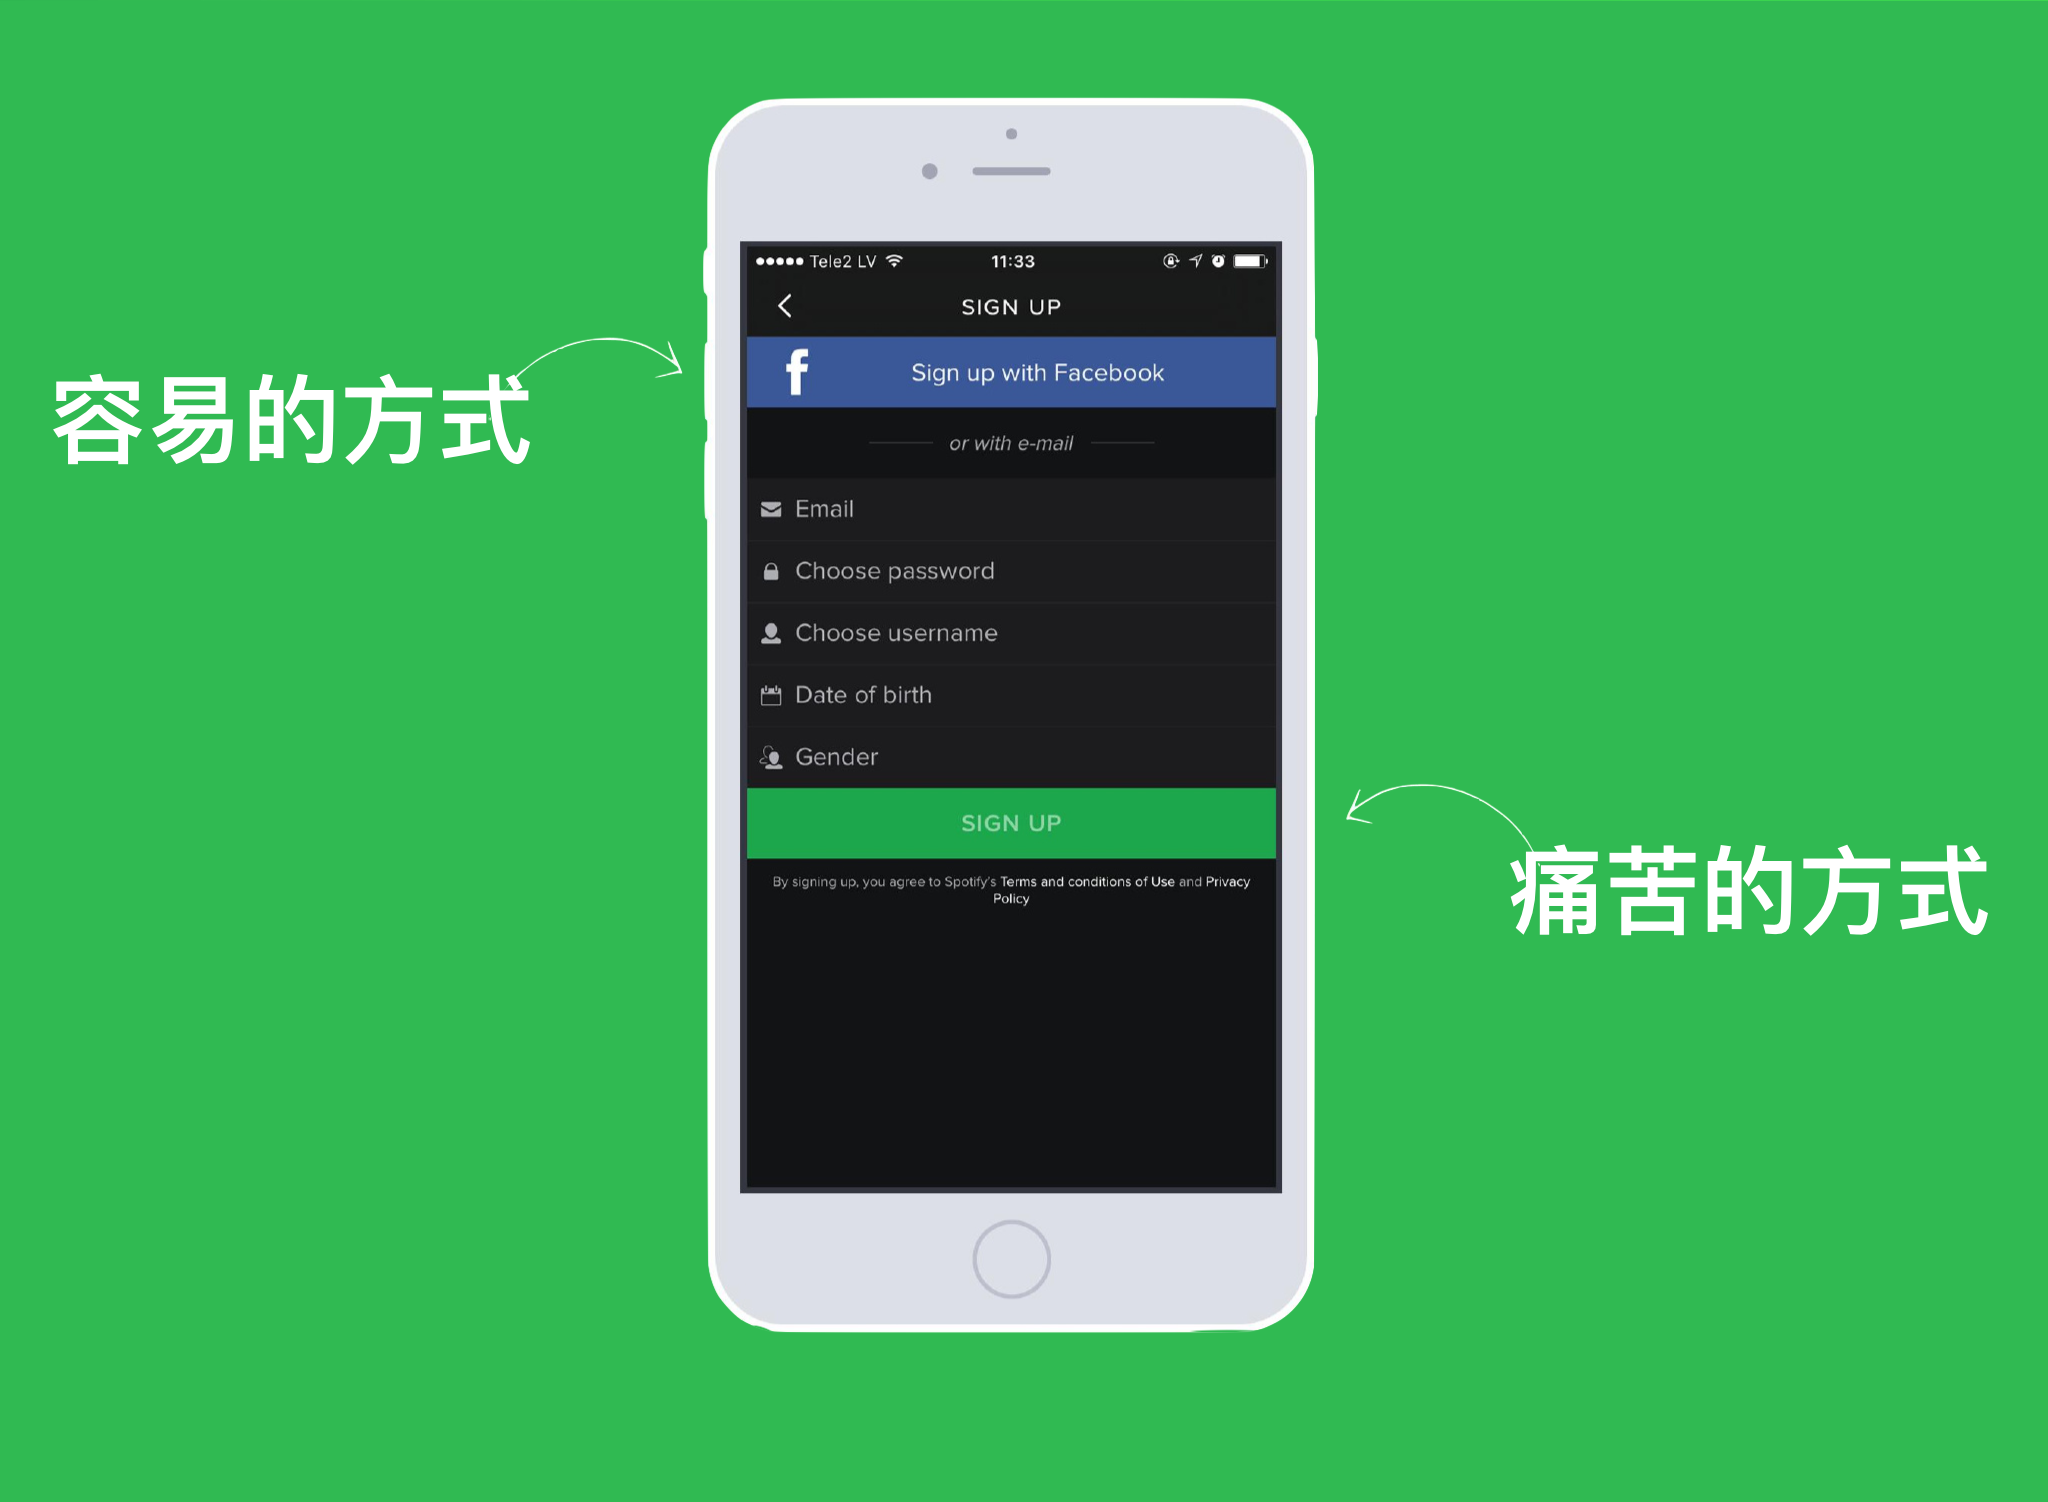 Tele2 LV 11:33
SIGN UP
Sign up with Facebook
容易的方式
or with e-mail
Email
Choose password
Choose username
Date of birth
Gender
SIGN UP
痛苦的方式
By signing up, you agree to Spotify's Terms and conditions of Use and Privacy
Policy